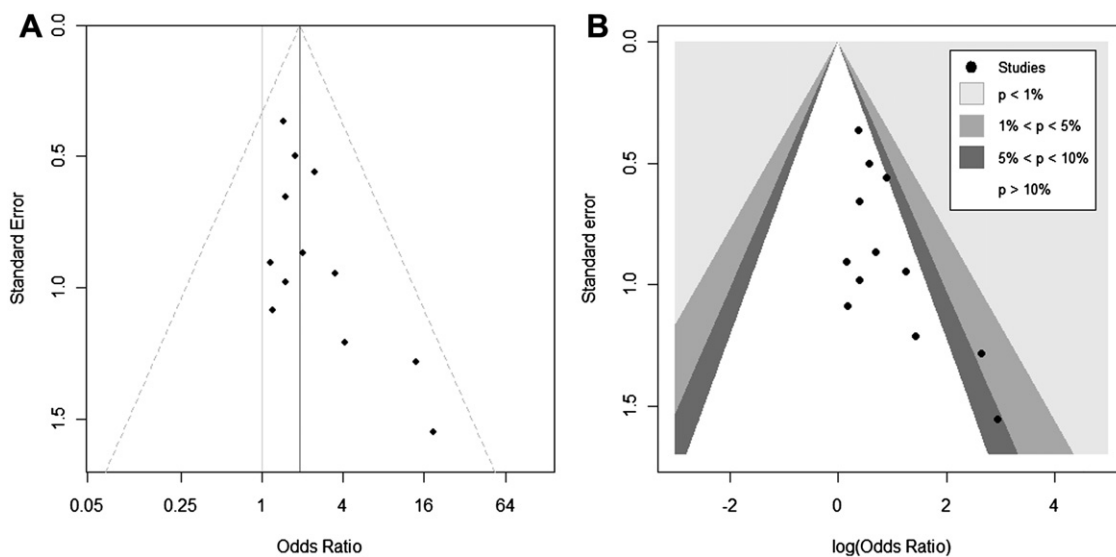 A
0.0
0.5
1.0
1.5
Standard Error
0.05
0.25
1
4
16
64
Odds Ratio
B
0.0
0.5
1.0
1.5
Standard error
Studies
p < 1%
1% < p < 5%
5% < p < 10%
p > 10%
-2
0
2
4
log(Odds Ratio)